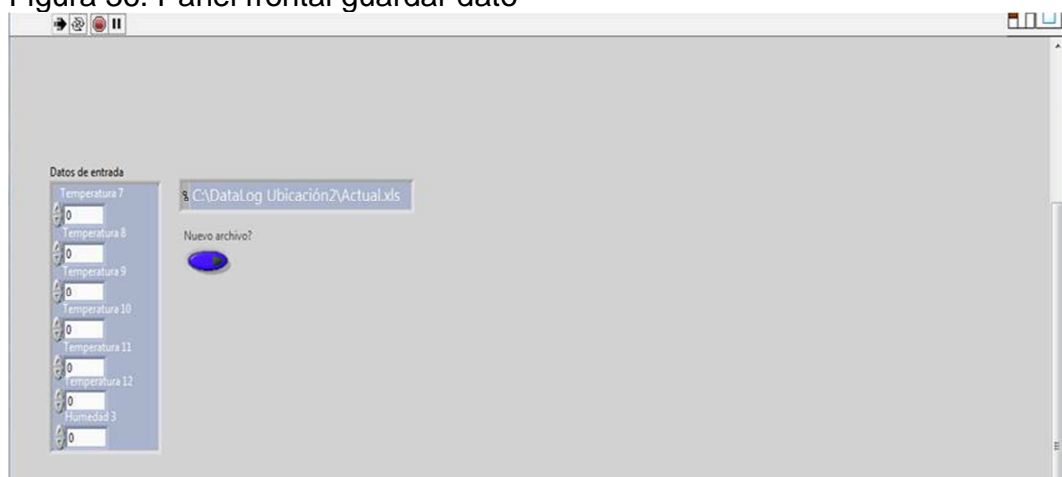 Figura 56. Panel frontal guardar dato
Datos de entrada
Temperatura 7
0
Temperatura 8
0
Temperatura 9
0
Temperatura 10
0
Temperatura 11
0
Temperatura 12
0
Humedad 3
0
C:\DataLog Ubicación2\Actual.xls
Nuevo archivo?